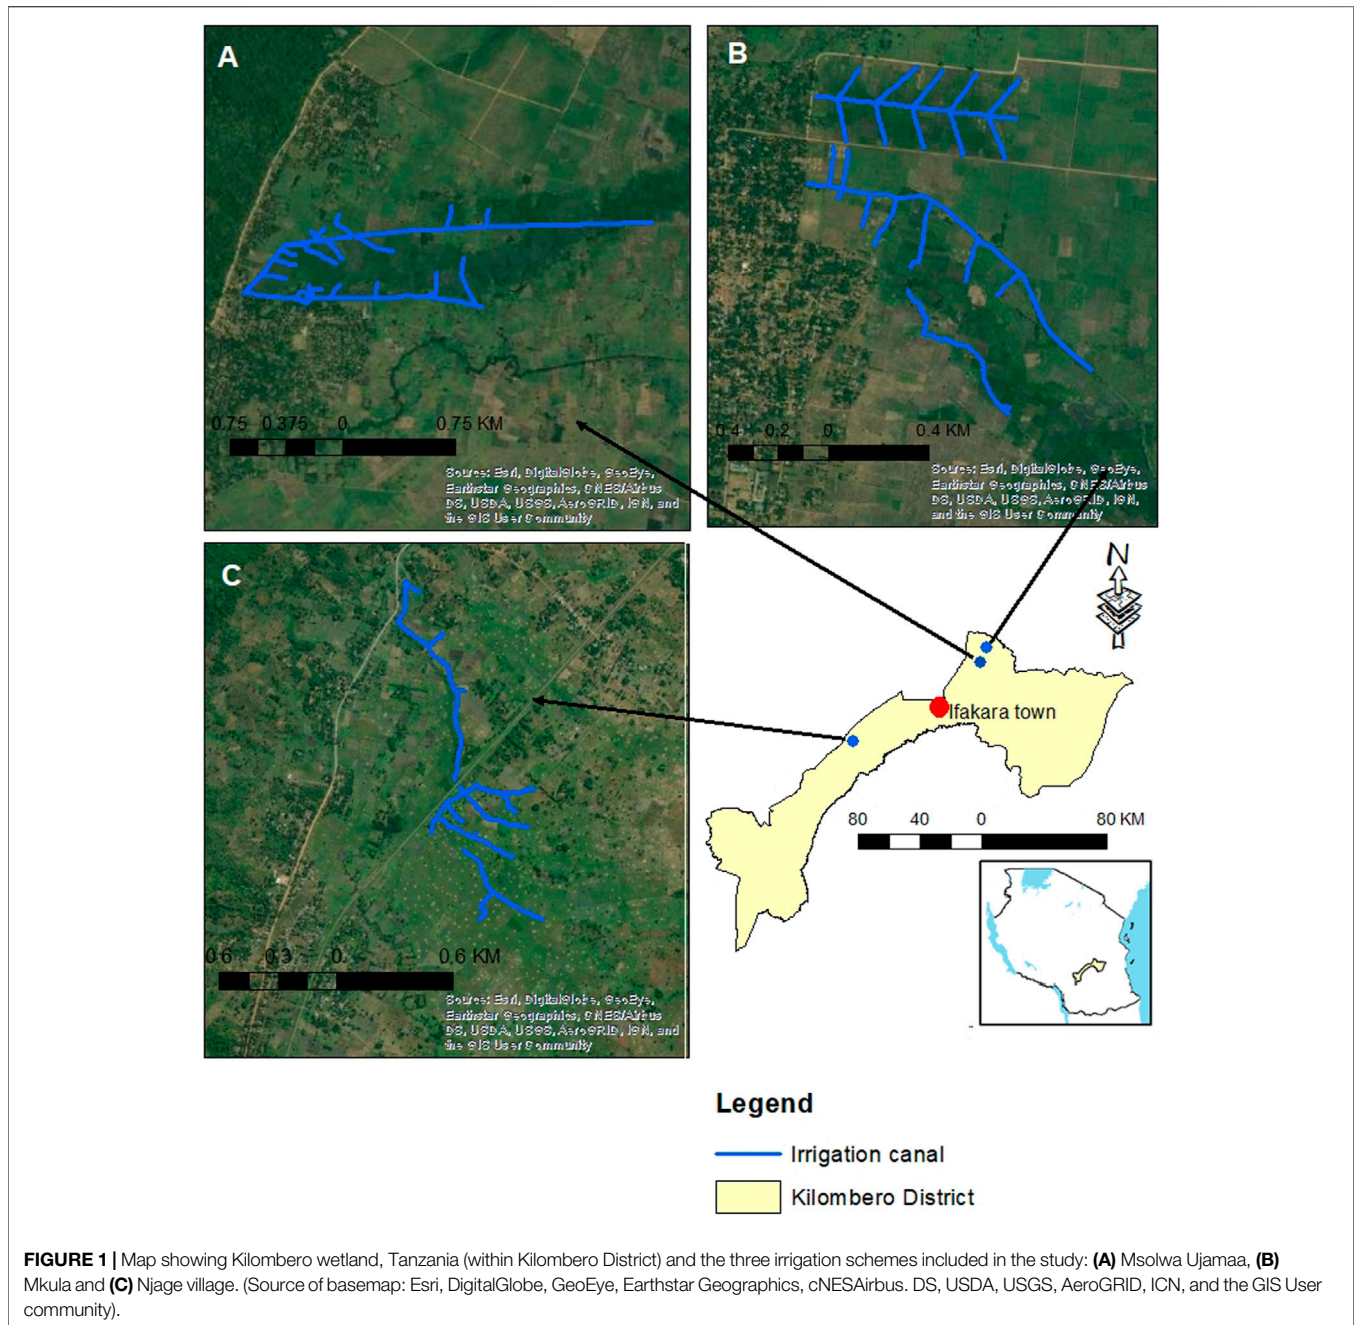 A
0.75 0.375 0 0.75 KM
Source: Esri, DigitalGlobe, GeoEye,
Earthstar Geographics, CNES/Airbus
DS, USDA, USGS, AeroGRID, IGN, and
the GIS User Community
B
0.4 0.2 0 0.4 KM
Source: Esri, DigitalGlobe, GeoEye,
Earthstar Geographics, CNES/Airbus
DS, USDA, USGS, AeroGRID, IGN,
and the GIS User Community
C
0.6 0.3 0 0.6 KM
Source: Esri, DigitalGlobe, GeoEye,
Earthstar Geographics, CNES/Airbus
DS, USDA, USGS, AeroGRID, IGN, and
the GIS User Community
N
Ifakara town
80 40 0 80 KM
Legend
Irrigation canal
Kilombero District
FIGURE 1 | Map showing Kilombero wetland, Tanzania (within Kilombero District) and the three irrigation schemes included in the study: (A) Msolwa Ujamaa, (B)
Mkula and (C) Njage village. (Source of basemap: Esri, DigitalGlobe, GeoEye, Earthstar Geographics, cNESAirbus. DS, USDA, USGS, AeroGRID, ICN, and the GIS User
community).